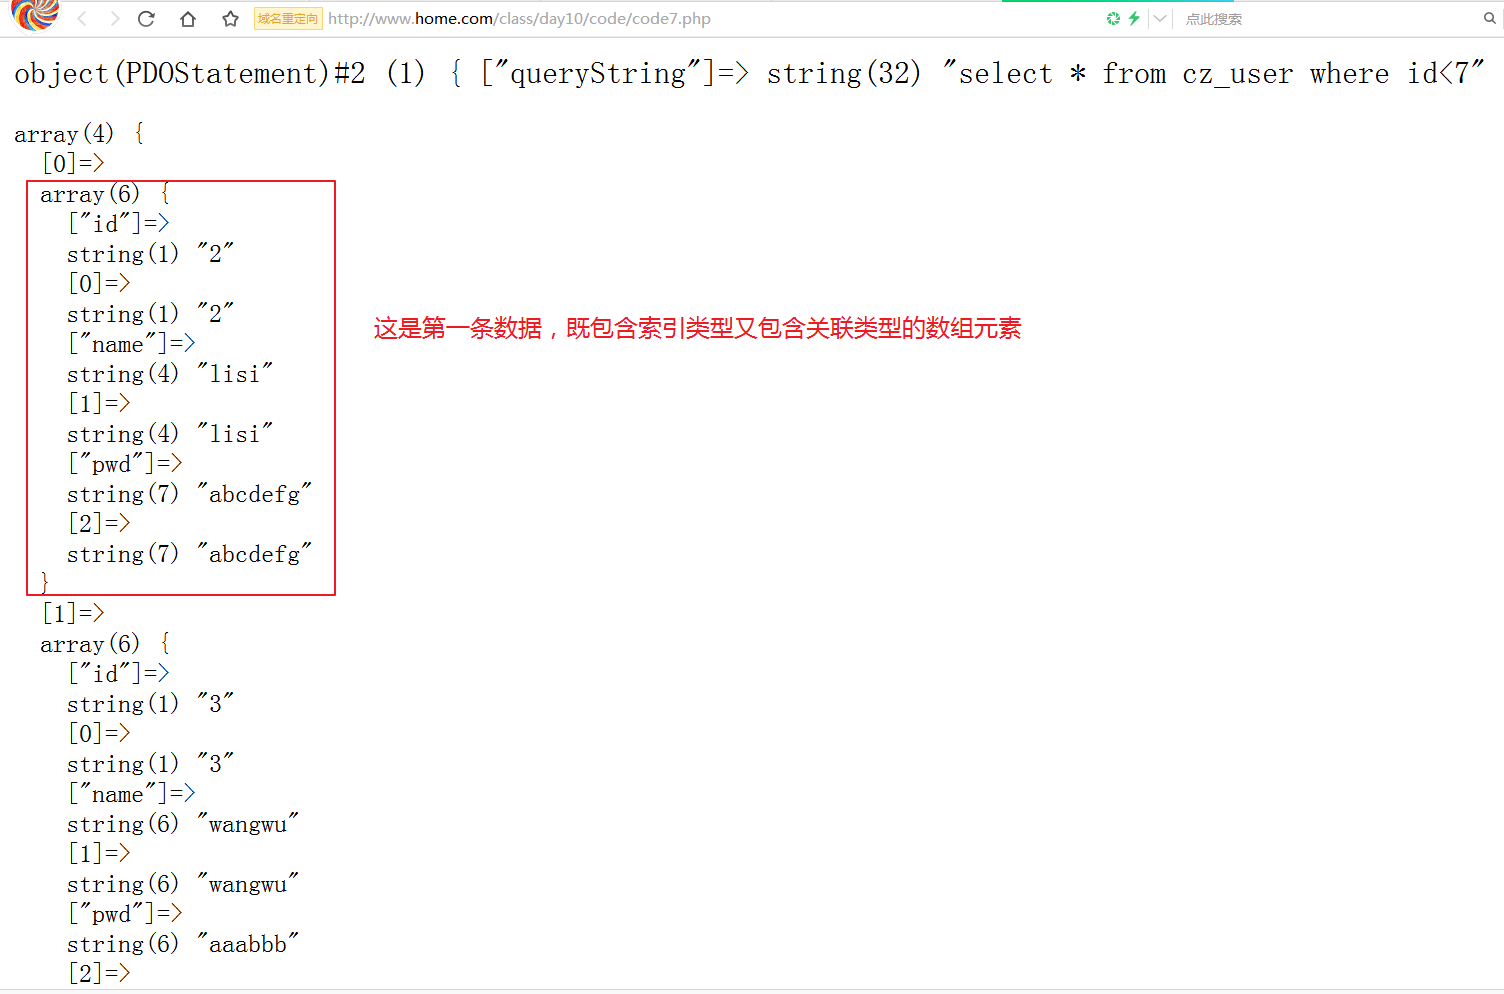 域名重定向 http://www.home.com/class/day10/code/code7.php 点此搜索
object(PDOStatement)#2 (1) { ["queryString"]=> string(32) "select * from cz_user where id<7"
array(4) {
[0]=>
array(6) {
["id"]=>
string(1) "2"
[0]=>
string(1) "2"
["name"]=>
string(4) "lisi"
[1]=>
string(4) "lisi"
["pwd"]=>
string(7) "abcdefg"
[2]=>
string(7) "abcdefg"
}
这是第一条数据，既包含索引类型又包含关联类型的数组元素
[1]=>
array(6) {
["id"]=>
string(1) "3"
[0]=>
string(1) "3"
["name"]=>
string(6) "wangwu"
[1]=>
string(6) "wangwu"
["pwd"]=>
string(6) "aaabbb"
[2]=>